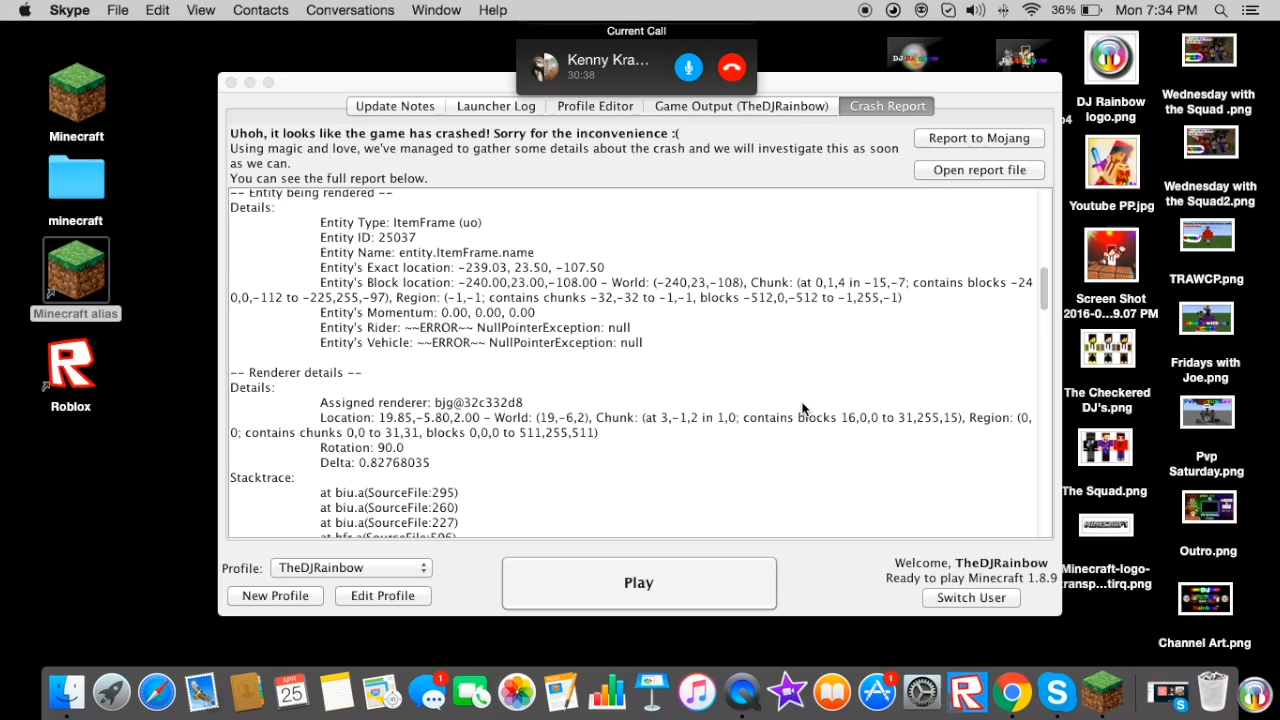 Skype File Edit View Contacts Conversations Window Help 36% Mon 7:34 PM
Current Call
Kenny Kra...
30:38
Update Notes Launcher Log Profile Editor Game Output (TheDJRainbow) Crash Report
Uhoh, it looks like the game has crashed! Sorry for the inconvenience :(
Using magic and love, we've managed to gather some details about the crash and we will investigate this as soon
as we can.
You can see the full report below.
Report to Mojang
Open report file
-- Entity being rendered --
Details:
Entity Type: ItemFrame (uo)
Entity ID: 25037
Entity Name: entity.ItemFrame.name
Entity's Exact location: -239.03, 23.50, -107.50
Entity's Block location: -240.00,23.00,-108.00 - World: (-240,23,-108), Chunk: (at 0,1,4 in -15,-7; contains blocks -24
0,0,-112 to -225,255,-97), Region: (-1,-1; contains chunks -32,-32 to -1,-1, blocks -512,0,-512 to -1,255,-1)
Entity's Momentum: 0.00, 0.00, 0.00
Entity's Rider: ~~ERROR~~ NullPointerException: null
Entity's Vehicle: ~~ERROR~~ NullPointerException: null
-- Renderer details --
Details:
Assigned renderer: bjg@32c332d8
Location: 19.85,-5.80,2.00 - World: (19,-6,2), Chunk: (at 3,-1,2 in 1,0; contains blocks 16,0,0 to 31,255,15), Region: (0,
0; contains chunks 0,0 to 31,31, blocks 0,0,0 to 511,255,511)
Rotation: 90.0
Delta: 0.82768035
Stacktrace:
at biu.a(SourceFile:295)
at biu.a(SourceFile:260)
at biu.a(SourceFile:227)
at bfr.a(SourceFile:596)
Profile: TheDJRainbow
New Profile Edit Profile
Play
Welcome, TheDJRainbow
Ready to play Minecraft 1.8.9
Switch User
Minecraft
minecraft
Minecraft alias
Roblox
DJ Rainbow
logo.png
Youtube PP.jpg
Screen Shot
2016-0...9.07 PM
The Checkered
DJ's.png
The Squad.png
Minecraft-logo-
transp...tirq.png
Wednesday with
the Squad .png
Wednesday with
the Squad2.png
TRAWCP.png
Fridays with
Joe.png
Pvp
Saturday.png
Outro.png
Channel Art.png
APR
25
1
1